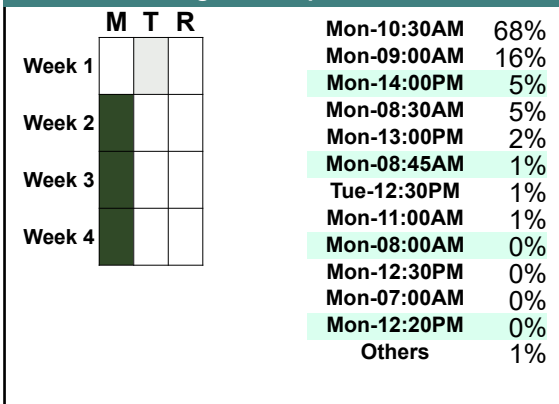 M T R
Week 1
Week 2
Week 3
Week 4
Mon-10:30AM 68%
Mon-09:00AM 16%
Mon-14:00PM 5%
Mon-08:30AM 5%
Mon-13:00PM 2%
Mon-08:45AM 1%
Tue-12:30PM 1%
Mon-11:00AM 1%
Mon-08:00AM 0%
Mon-12:30PM 0%
Mon-07:00AM 0%
Mon-12:20PM 0%
Others 1%